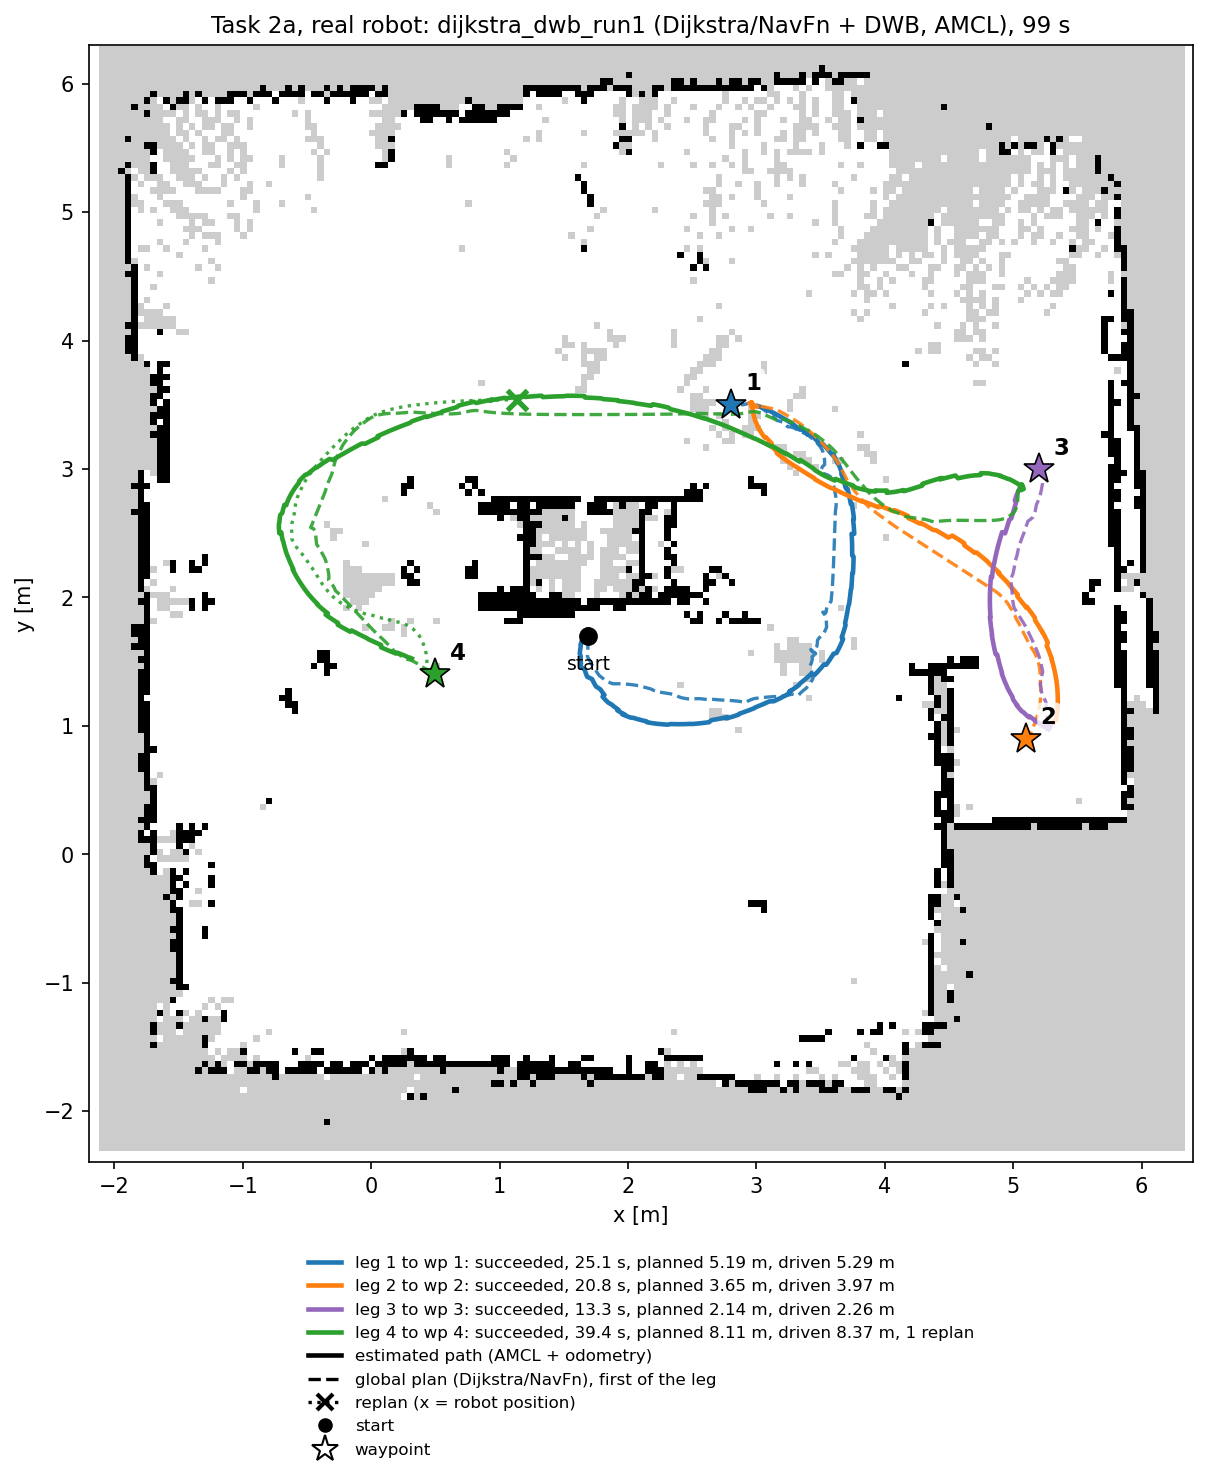 Task 2a, real robot: dijkstra_dwb_run1 (Dijkstra/NavFn + DWB, AMCL), 99 s
6
5
4
3
2
1
0
−1
−2
y [m]
1
3
4
start
2
−2
−1
0
1
2
3
4
5
6
x [m]
leg 1 to wp 1: succeeded, 25.1 s, planned 5.19 m, driven 5.29 m
leg 2 to wp 2: succeeded, 20.8 s, planned 3.65 m, driven 3.97 m
leg 3 to wp 3: succeeded, 13.3 s, planned 2.14 m, driven 2.26 m
leg 4 to wp 4: succeeded, 39.4 s, planned 8.11 m, driven 8.37 m, 1 replan
estimated path (AMCL + odometry)
global plan (Dijkstra/NavFn), first of the leg
replan (x = robot position)
start
waypoint